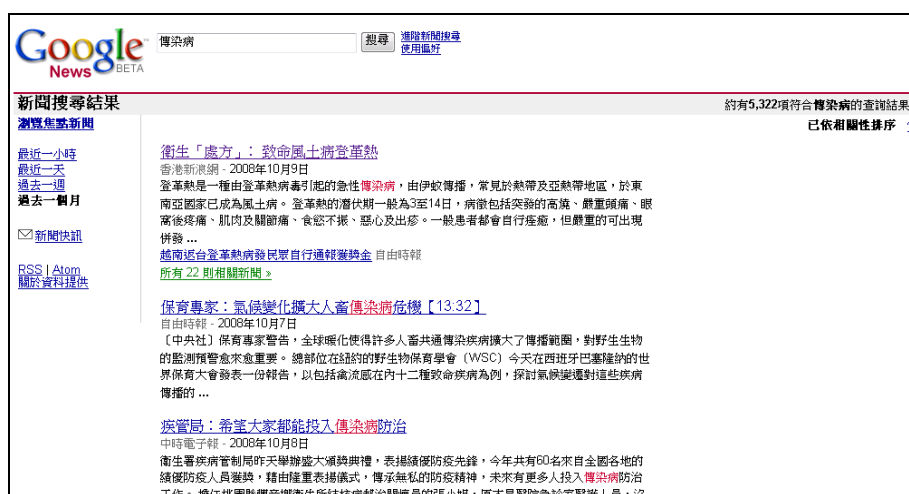 Google News BETA
傳染病 搜尋 進階新聞搜尋
使用偏好
新聞搜尋結果 約有5,322項符合傳染病的查詢結果
瀏覽焦點新聞 已依相關性排序
最近一小時
最近一天
過去一週
過去一個月
新聞快訊
RSS | Atom
關於資料提供
衛生「處方」：致命風土病登革熱
香港新浪網 - 2008年10月9日
登革熱是一種由登革熱病毒引起的急性傳染病，由伊蚊傳播，常見於熱帶及亞熱帶地區，於東
南亞國家已成為風土病。 登革熱的潛伏期一般為3至14日，病徵包括突發的高燒、嚴重頭痛、眼
窩後疼痛、肌肉及關節痛、食慾不振、噁心及出疹。一般患者都會自行痊癒，但嚴重的可出現
併發 ...
越南返台登革熱病發民眾自行通報獲獎金 自由時報
所有 22 則相關新聞 »
保育專家：氣候變化擴大人畜傳染病危機【13:32】
自由時報 - 2008年10月7日
〔中央社〕保育專家警告，全球暖化使得許多人畜共通傳染疾病擴大了傳播範圍，對野生生物
的監測預警愈來愈重要。 總部位在紐約的野生物保育學會（WSC）今天在西班牙巴塞隆納的世
界保育大會發表一份報告，以包括禽流感在內十二種致命疾病為例，探討氣候變遷對這些疾病
傳播的 ...
疾管局：希望大家都能投入傳染病防治
中時電子報 - 2008年10月8日
衛生署疾病管制局昨天舉辦盛大頒獎典禮，表揚績優防疫先鋒，今年共有60名來自全國各地的
績優防疫人員獲獎，藉由隆重表揚儀式，傳承無私的防疫精神，未來有更多人投入傳染病防治